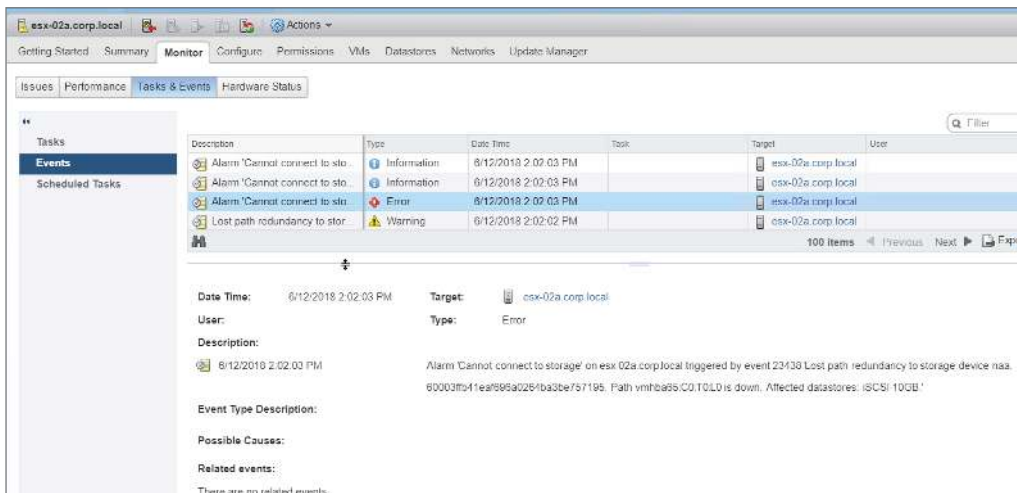 esx-02a.corp.local Actions
Getting Started Summary Monitor Configure Permissions VMs Datastores Networks Update Manager
Issues Performance Tasks & Events Hardware Status
Filter
Tasks
Events
Scheduled Tasks
Description Type Date Time Task Target User
Alarm 'Cannot connect to sto... Information 6/12/2018 2:02:03 PM esx-02a.corp.local
Alarm 'Cannot connect to sto... Information 6/12/2018 2:02:03 PM esx-02a.corp.local
Alarm 'Cannot connect to sto... Error 6/12/2018 2:02:03 PM esx-02a.corp.local
Lost path redundancy to stor... Warning 6/12/2018 2:02:02 PM esx-02a.corp.local
100 items Previous Next Exp
Date Time: 6/12/2018 2:02:03 PM Target: esx-02a.corp.local
User: Type: Error
Description:
6/12/2018 2:02:03 PM Alarm 'Cannot connect to storage' on esx-02a.corp.local triggered by event 23438 'Lost path redundancy to storage device naa.
Path vmhba65:C0:T0:L0 is down. Affected datastores: iSCSI-10GB.'
Event Type Description:
Possible Causes:
Related events:
There are no related events.